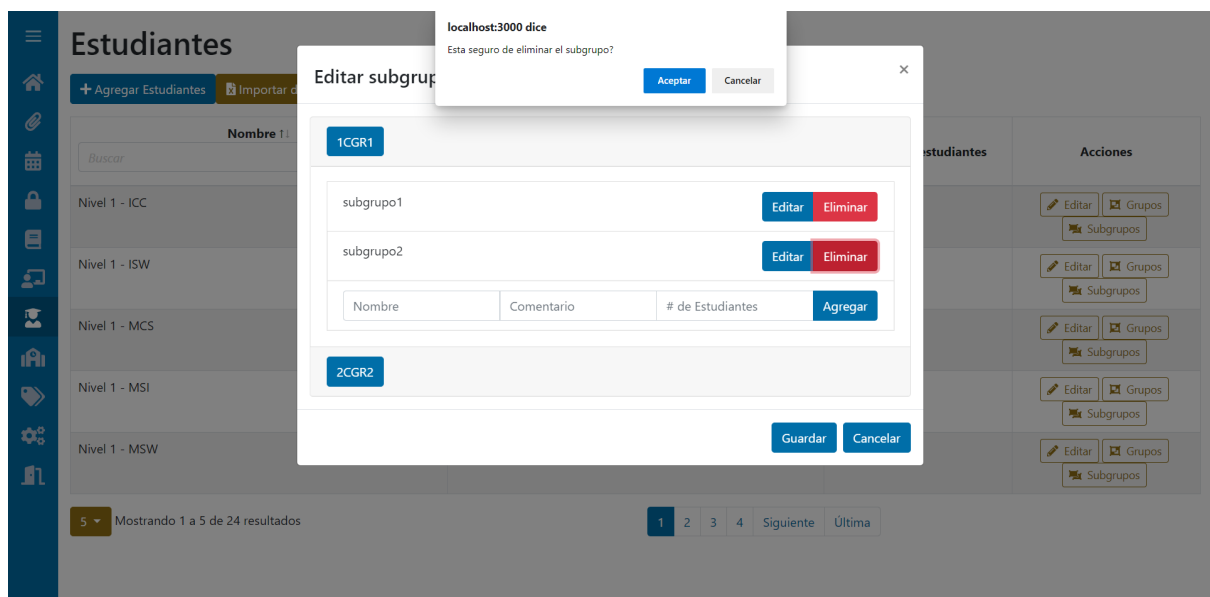 localhost:3000 dice
Esta seguro de eliminar el subgrupo?
Aceptar Cancelar
Estudiantes
Agregar Estudiantes Importar
Editar ×
Nombre
Buscar
estudiantes Acciones
1CGR1
Nivel 1 - ICC
subgrupo1 Editar Eliminar
Editar Grupos
Subgrupos
Nivel 1 - ISW
subgrupo2 Editar Eliminar
Editar Grupos
Subgrupos
Nombre Comentario # de Estudiantes Agregar
Nivel 1 - MCS
Editar Grupos
Subgrupos
2CGR2
Nivel 1 - MSI
Editar Grupos
Subgrupos
Guardar Cancelar
Nivel 1 - MSW
Editar Grupos
Subgrupos
5 Mostrando 1 a 5 de 24 resultados
1 2 3 4 Siguiente Última